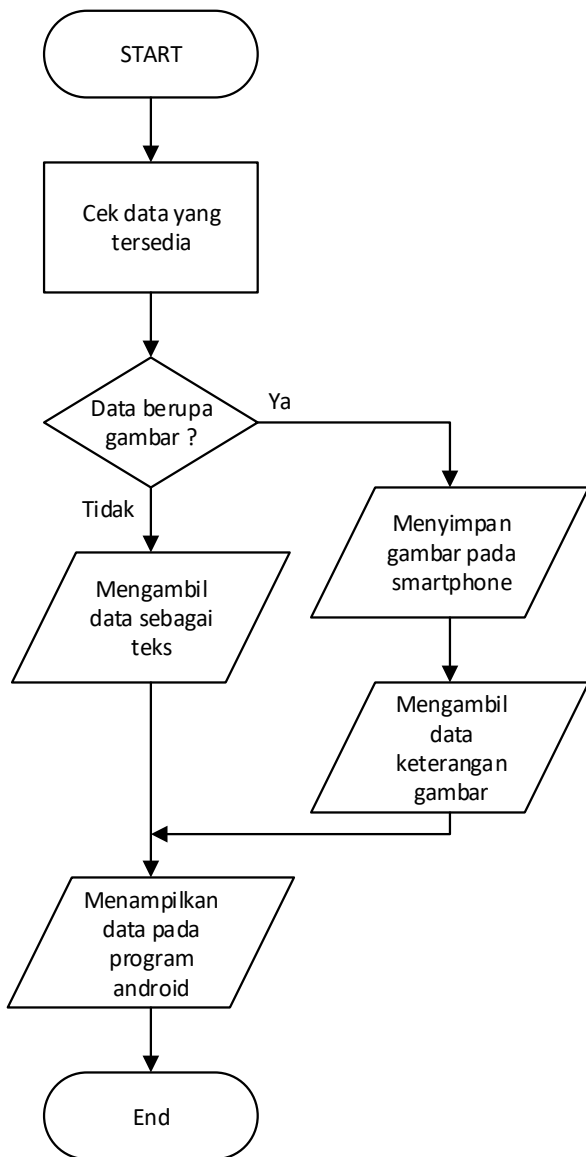 START
Cek data yang
tersedia
Data berupa
gambar ?
Ya
Tidak
Mengambil
data sebagai
teks
Menyimpan
gambar pada
smartphone
Mengambil
data
keterangan
gambar
Menampilkan
data pada
program
android
End